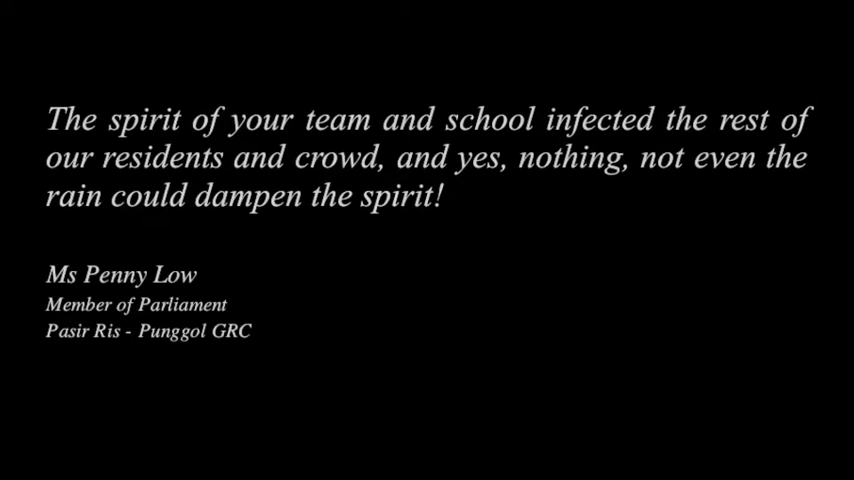 The spirit of your team and school infected the rest of
our residents and crowd, and yes, nothing, not even the
rain could dampen the spirit!
Ms Penny Low
Member of Parliament
Pasir Ris - Punggol GRC